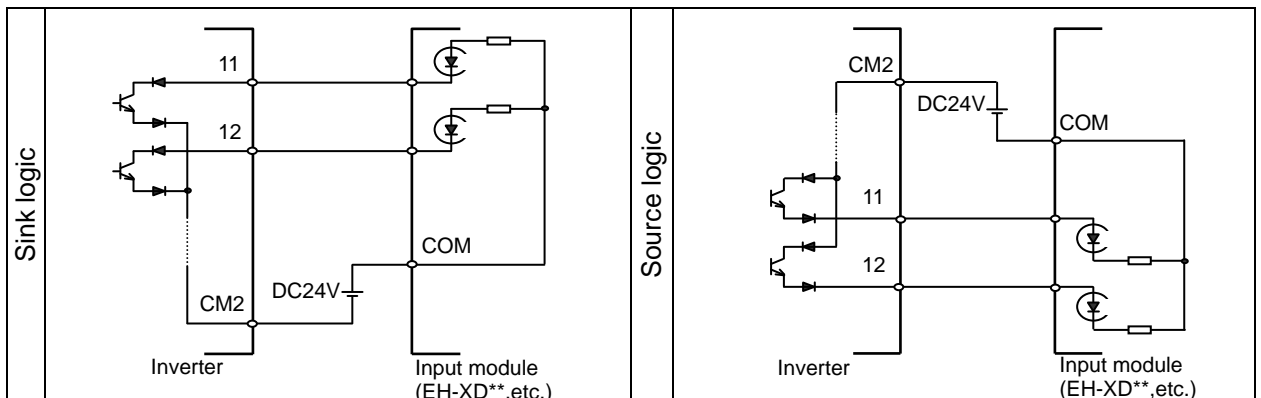 Sink logic
11
12
CM2
DC24V
COM
Inverter
Input module
(EH-XD**,etc.)
Source logic
CM2
DC24V
COM
11
12
Inverter
Input module
(EH-XD**,etc.)